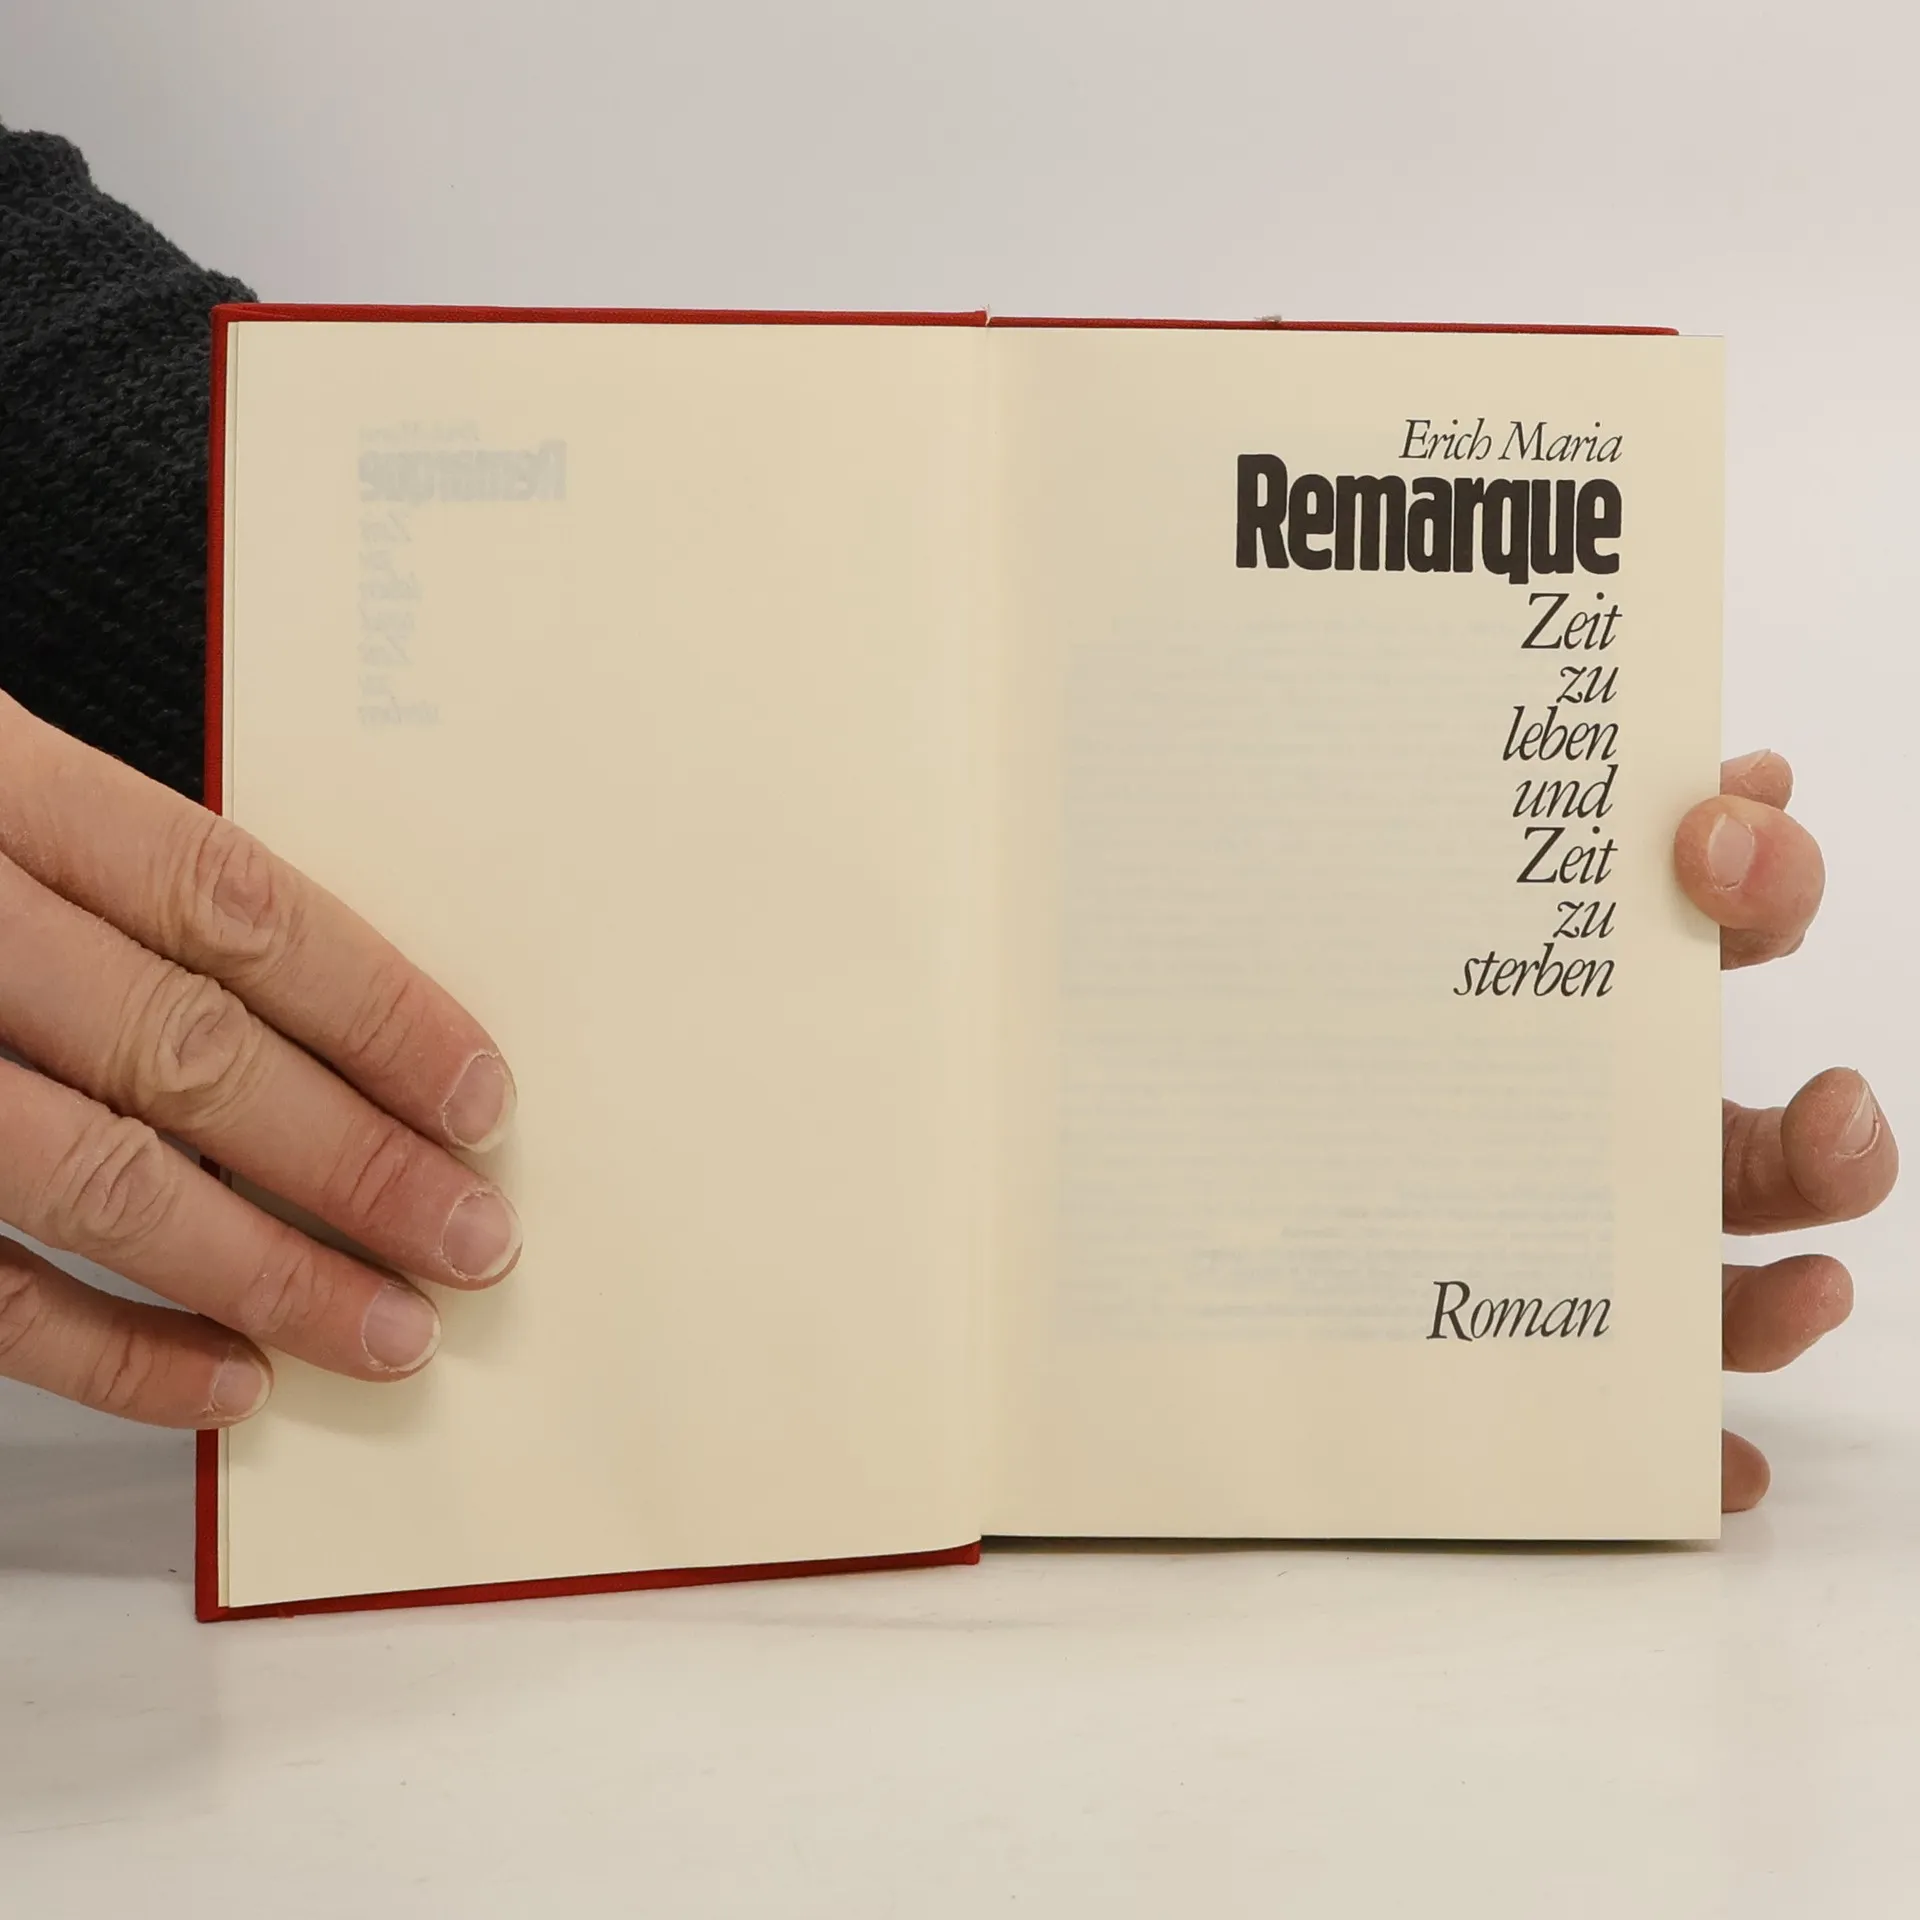 Erich Maria
Remarque
Zeit
zu
leben
und
Zeit
zu
sterben
Roman